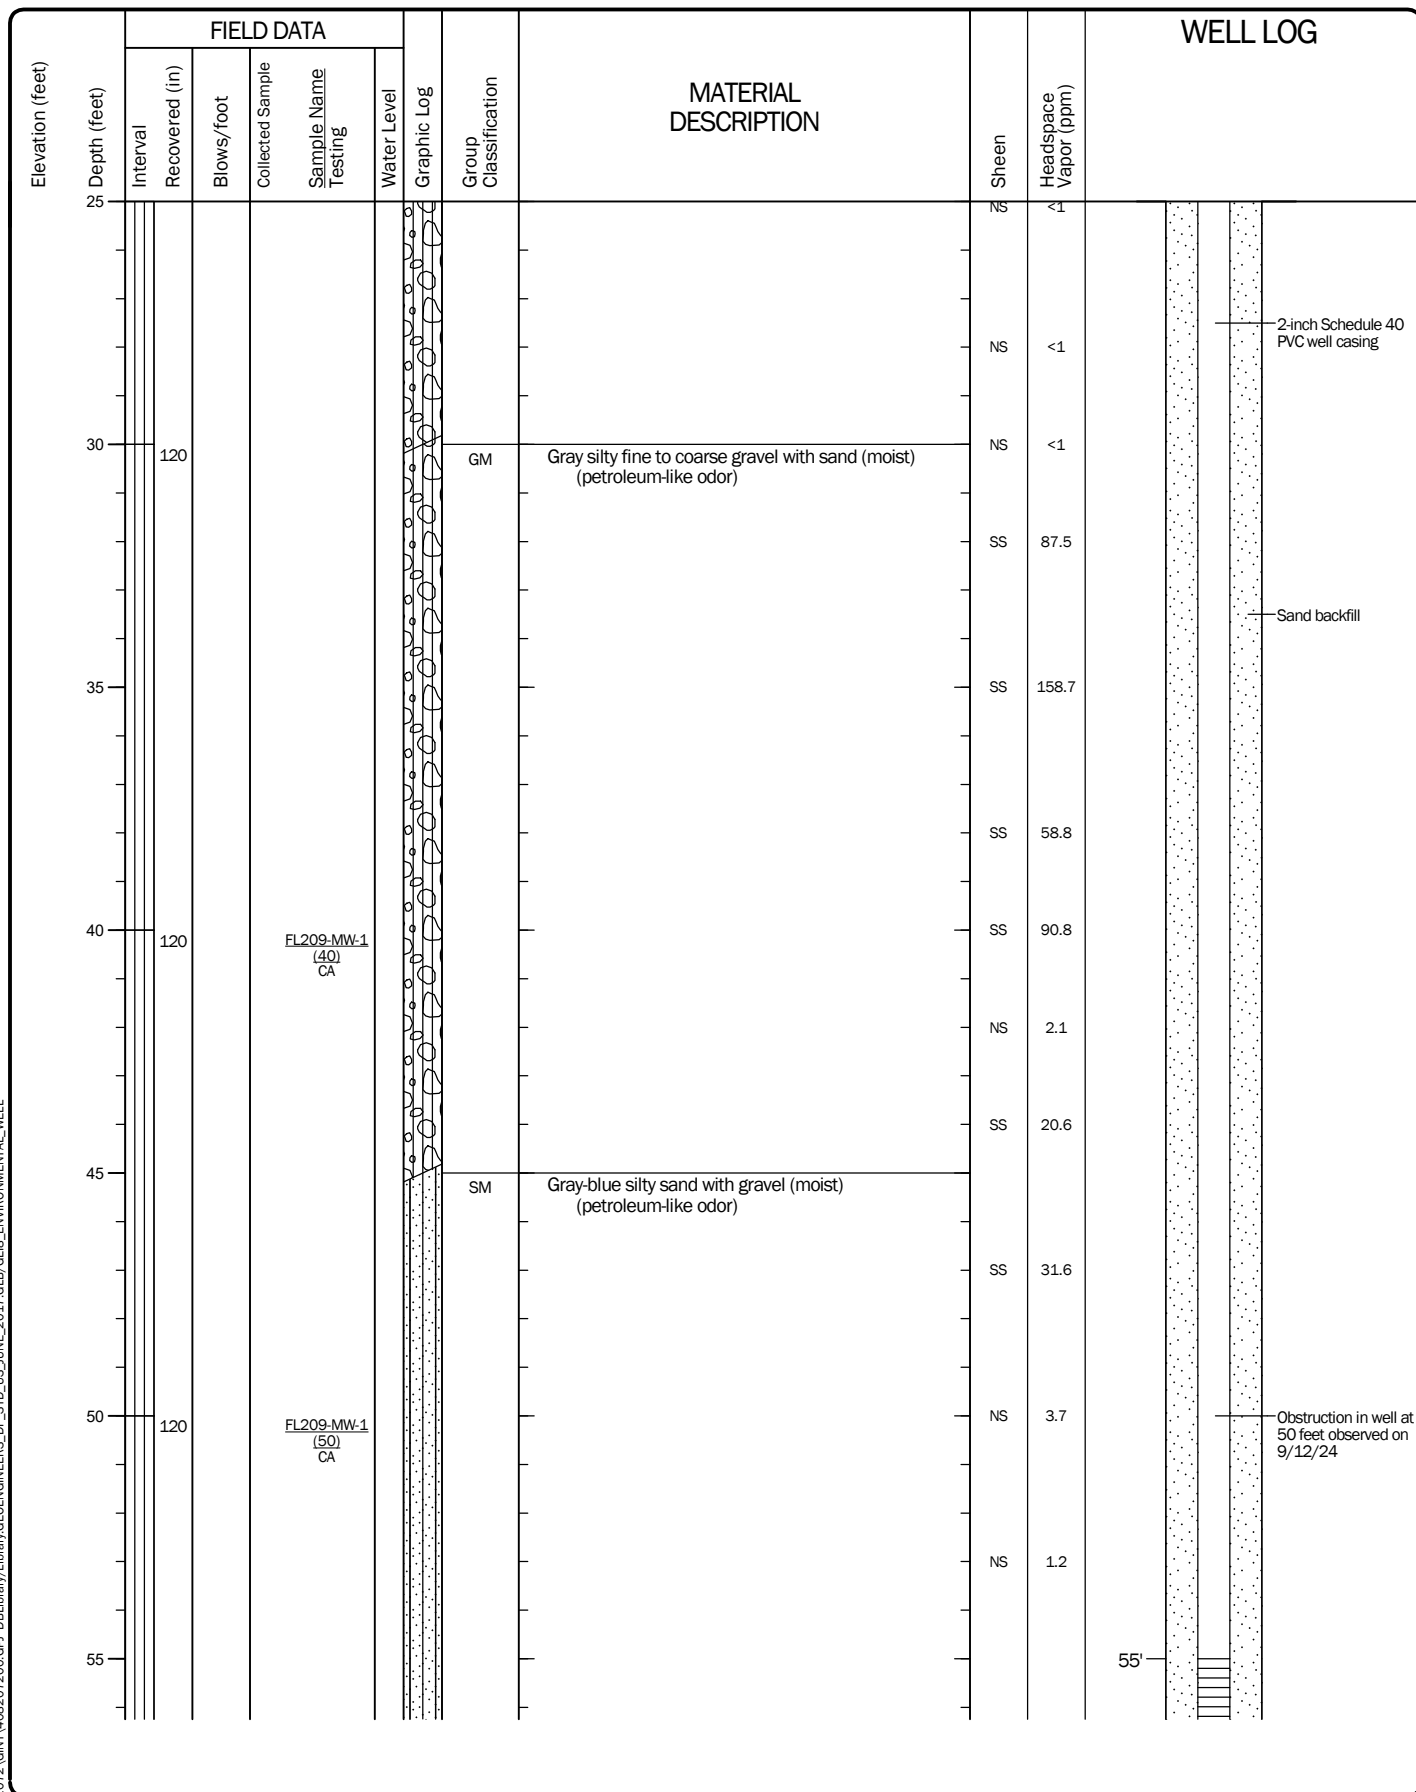 FIELD DATA
WELL LOG
MATERIAL
DESCRIPTION
Elevation (feet)
Depth (feet)
Interval
Recovered (in)
Blows/foot
Collected Sample
Sample Name
Testing
Water Level
Graphic Log
Group
Classification
Sheen
Headspace
Vapor (ppm)
25
NS <1
2-inch Schedule 40
PVC well casing
NS <1
30
NS <1
120
GM
Gray silty fine to coarse gravel with sand (moist)
(petroleum-like odor)
SS 87.5
Sand backfill
35
SS 158.7
SS 58.8
40
SS 90.8
120
FL209-MW-1
(40)
CA
NS 2.1
SS 20.6
45
SM
Gray-blue silty sand with gravel (moist)
(petroleum-like odor)
SS 31.6
50
NS 3.7
120
FL209-MW-1
(50)
CA
Obstruction in well at
50 feet observed on
9/12/24
NS 1.2
55
55'